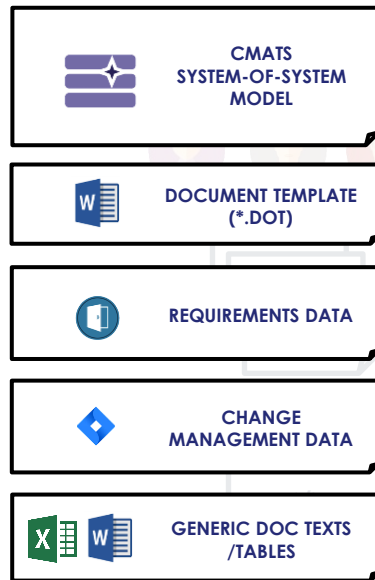 CMATS
SYSTEM-OF-SYSTEM
MODEL
W
DOCUMENT TEMPLATE
(*.DOT)
REQUIREMENTS DATA
CHANGE
MANAGEMENT DATA
X
W
GENERIC DOC TEXTS
/TABLES